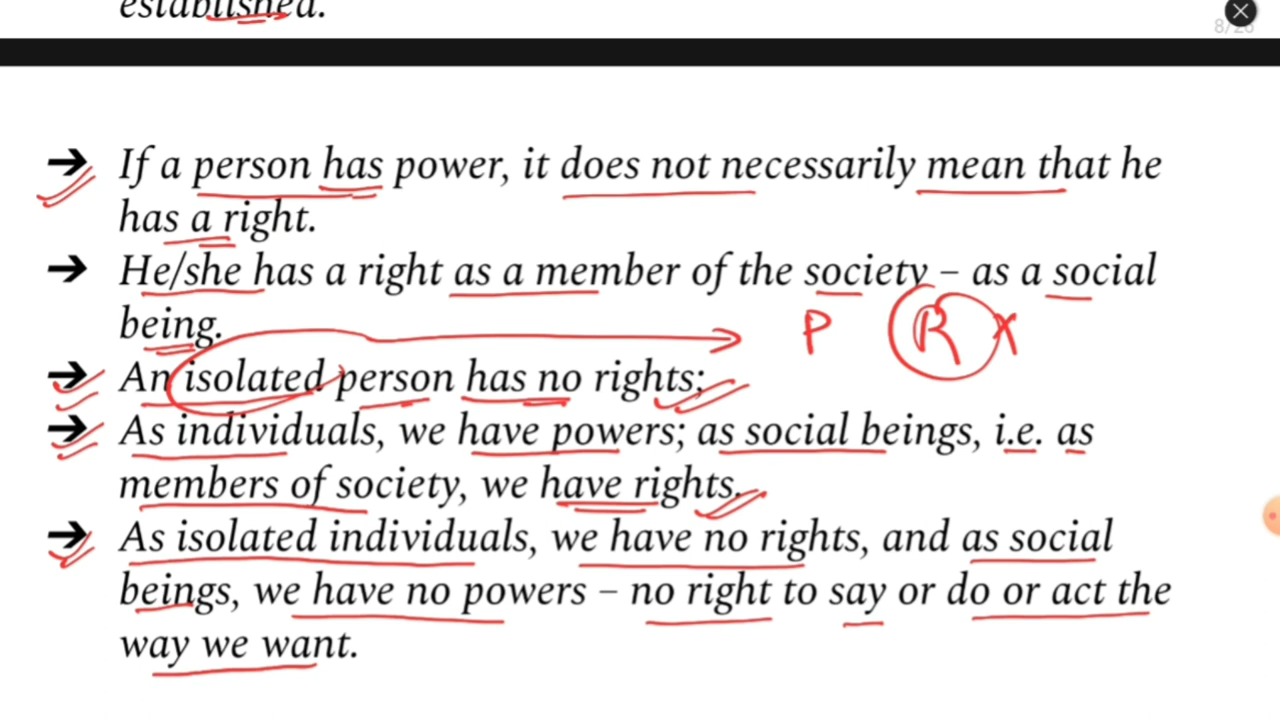 established.
8/26
➔ If a person has power, it does not necessarily mean that he
has a right.
➔ He/she has a right as a member of the society – as a social
being.
P R X
➔ An isolated person has no rights;
➔ As individuals, we have powers; as social beings, i.e. as
members of society, we have rights.
➔ As isolated individuals, we have no rights, and as social
beings, we have no powers – no right to say or do or act the
way we want.